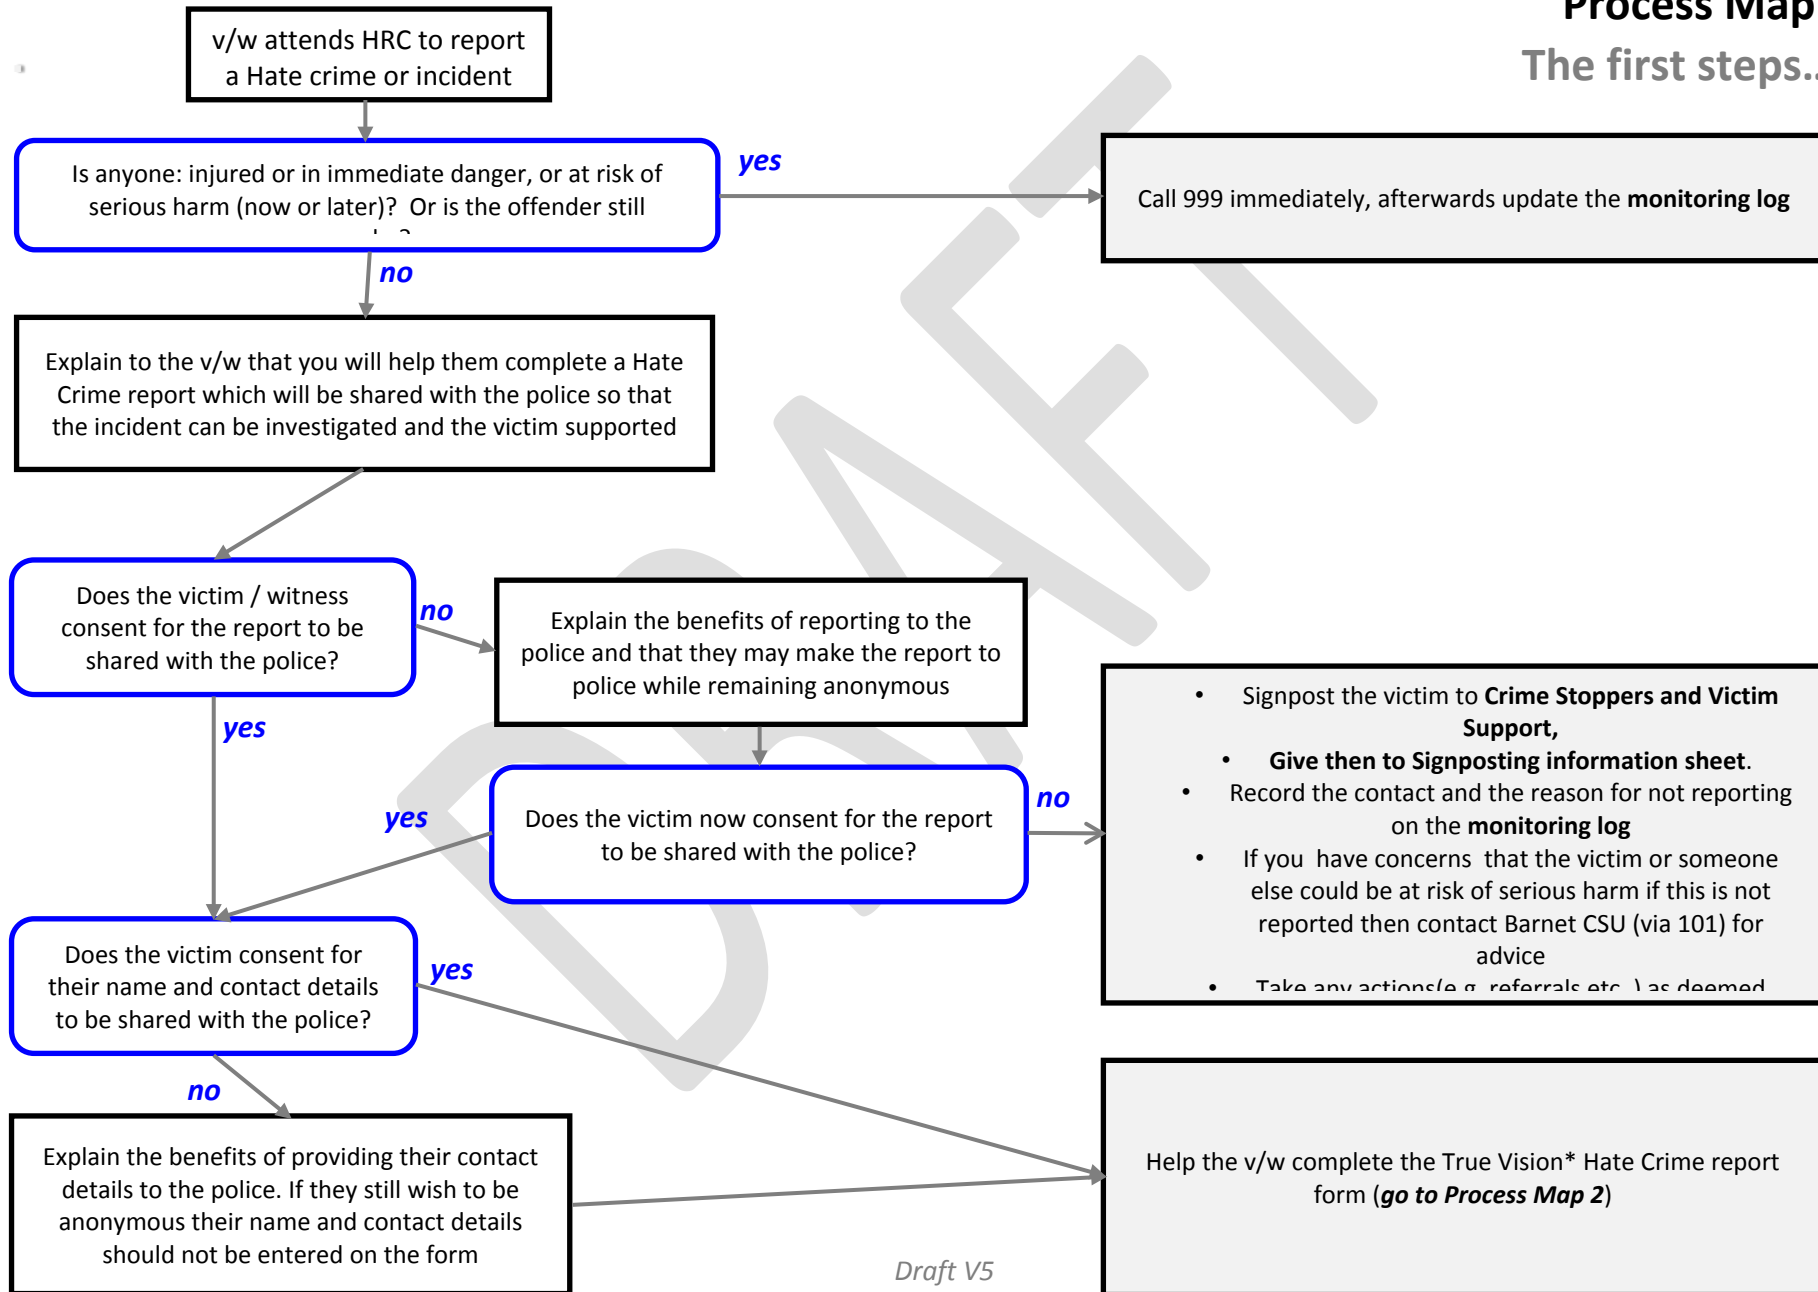 Process Map
The first steps..
v/w attends HRC to report
a Hate crime or incident
Is anyone: injured or in immediate danger, or at risk of
serious harm (now or later)? Or is the offender still
yes
Call 999 immediately, afterwards update the monitoring log
no
Explain to the v/w that you will help them complete a Hate
Crime report which will be shared with the police so that
the incident can be investigated and the victim supported
Does the victim / witness
consent for the report to be
shared with the police?
no
Explain the benefits of reporting to the
police and that they may make the report to
police while remaining anonymous
yes
Does the victim now consent for the report
to be shared with the police?
yes
no
• Signpost the victim to Crime Stoppers and Victim
Support,
• Give then to Signposting information sheet.
• Record the contact and the reason for not reporting
on the monitoring log
• If you  have concerns  that the victim or someone
else could be at risk of serious harm if this is not
reported then contact Barnet CSU (via 101) for
advice
• Take any actions(e.g. referrals etc. ) as deemed
Does the victim consent for
their name and contact details
to be shared with the police?
yes
no
Explain the benefits of providing their contact
details to the police. If they still wish to be
anonymous their name and contact details
should not be entered on the form
Help the v/w complete the True Vision* Hate Crime report
form (go to Process Map 2)
Draft V5
DRAFT